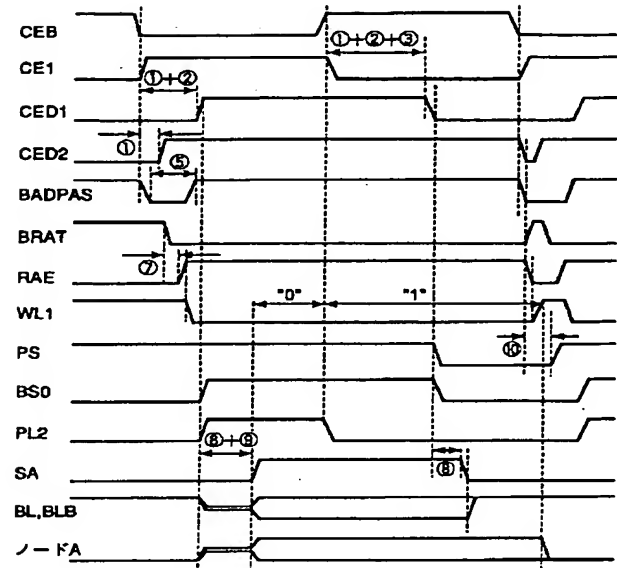 CEB
①+②+③
CE1
①+②
CED1
①
CED2
⑤
BADPAS
BRAT
⑦
RAE
"0" "1"
WL1
⑩
PS
BS0
PL2
⑧+⑨
SA
⑧
BL,BLB
ノードA